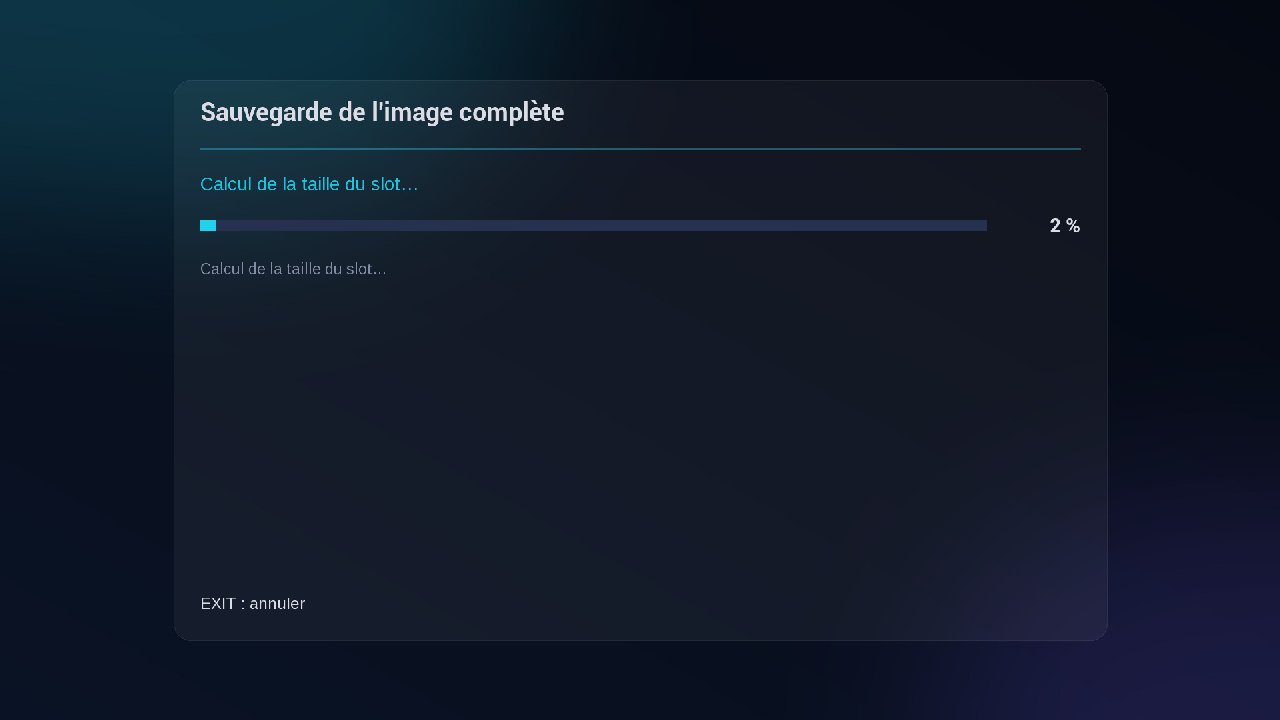 Sauvegarde de l'image complète
Calcul de la taille du slot…
2 %
Calcul de la taille du slot…
EXIT : annuler